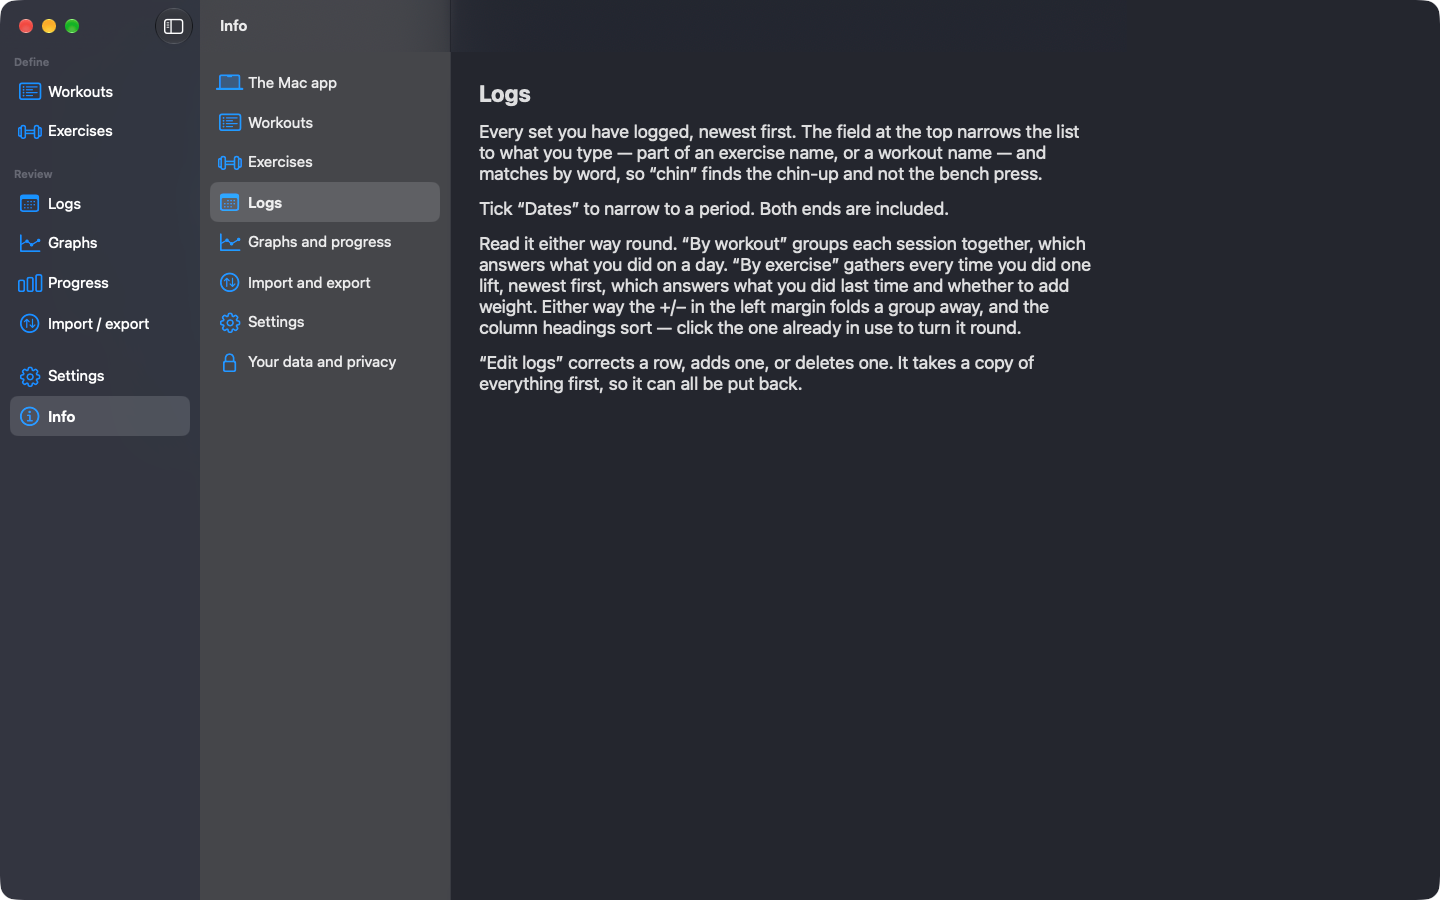 Define
Workouts
Exercises
Review
Logs
Graphs
Progress
Import / export
Settings
Info
Info
The Mac app
Workouts
Exercises
Logs
Graphs and progress
Import and export
Settings
Your data and privacy
Logs
Every set you have logged, newest first. The field at the top narrows the list
to what you type — part of an exercise name, or a workout name — and
matches by word, so “chin” finds the chin-up and not the bench press.
Tick “Dates” to narrow to a period. Both ends are included.
Read it either way round. “By workout” groups each session together, which
answers what you did on a day. “By exercise” gathers every time you did one
lift, newest first, which answers what you did last time and whether to add
weight. Either way the +/– in the left margin folds a group away, and the
column headings sort — click the one already in use to turn it round.
“Edit logs” corrects a row, adds one, or deletes one. It takes a copy of
everything first, so it can all be put back.